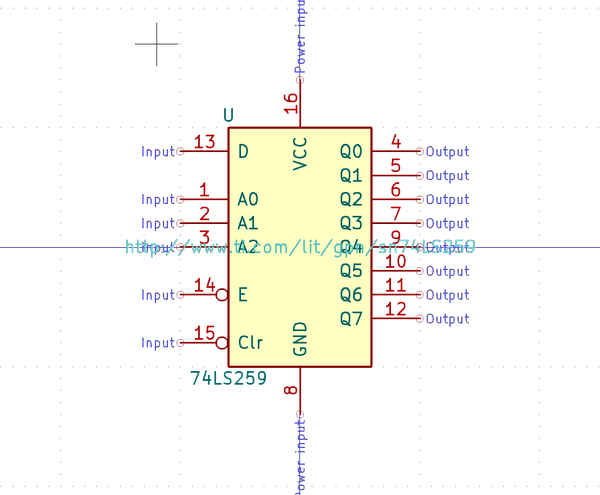 Power input
16
U
Input 13 D VCC Q0 4 Output
Q1 5 Output
Input 1 A0 Q2 6 Output
Input 2 A1 Q3 7 Output
Input 3 A2 Q4 9 Output
http://www.ti.com/lit/gpn/sn74LS259
Q5 10 Output
Input 14 E Q6 11 Output
Q7 12 Output
Input 15 Clr GND
74LS259
8
Power input